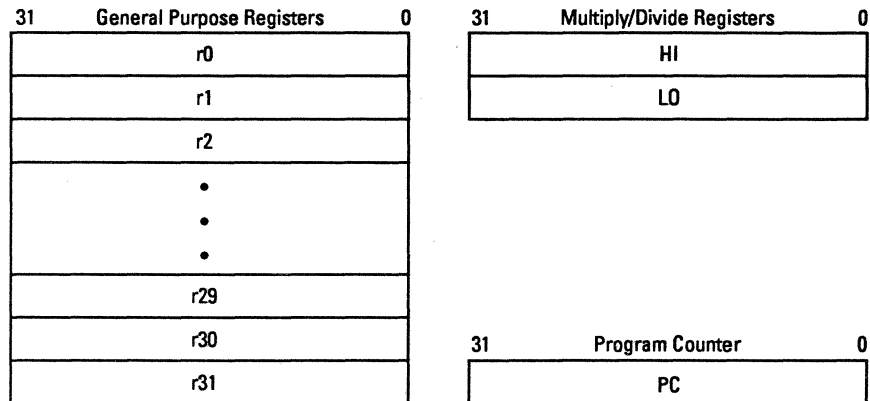 31 General Purpose Registers 0
r0
r1
r2
r29
r30
r31
31 Multiply/Divide Registers 0
HI
LO
31 Program Counter 0
PC